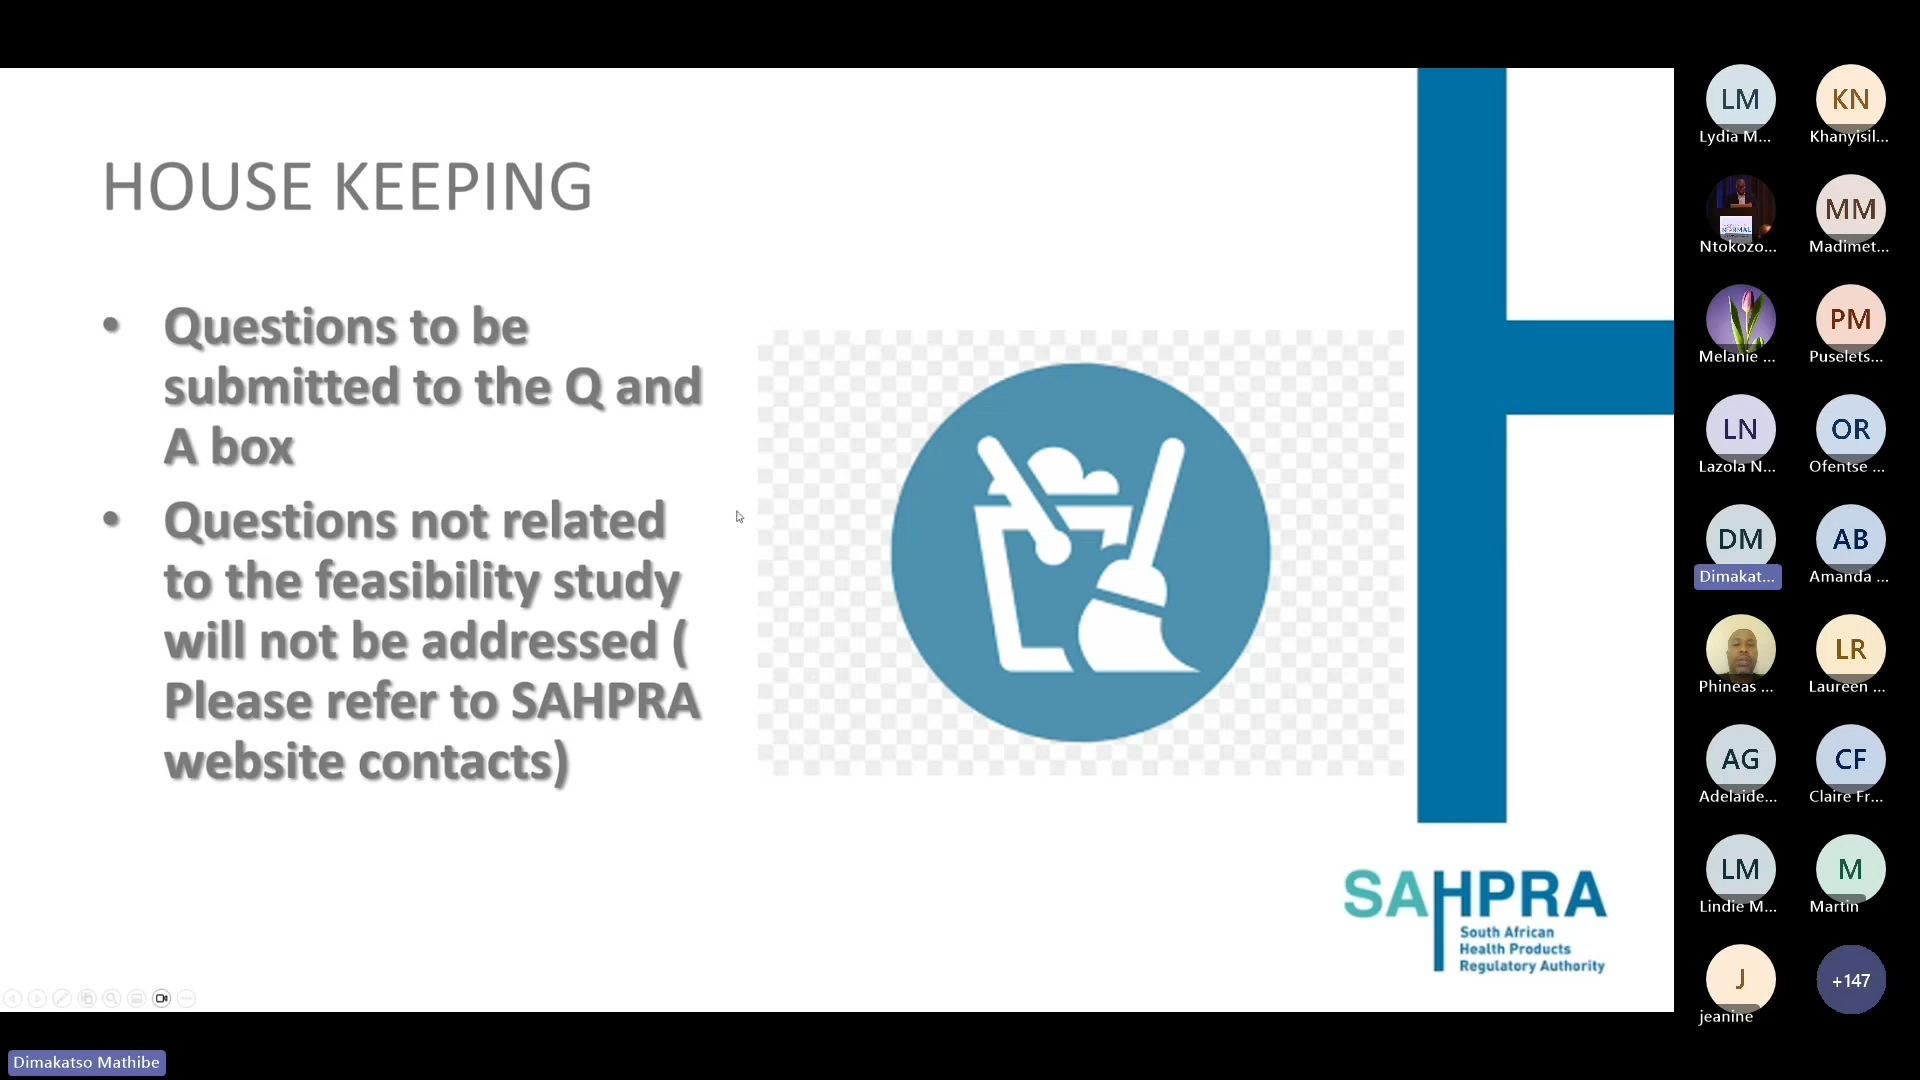 HOUSE KEEPING
• Questions to be
submitted to the Q and
A box
• Questions not related
to the feasibility study
will not be addressed (
Please refer to SAHPRA
website contacts)
SAHPRA
South African
Health Products
Regulatory Authority
LM
Lydia M...
KN
Khanyisil...
Ntokozo...
MM
Madimet...
Melanie ...
PM
Puselets...
LN
Lazola N...
OR
Ofentse ...
DM
Dimakat...
AB
Amanda ...
Phineas ...
LR
Laureen ...
AG
Adelaide...
CF
Claire Fr...
LM
Lindie M...
M
Martin
J
jeanine
+147
Dimakatso Mathibe